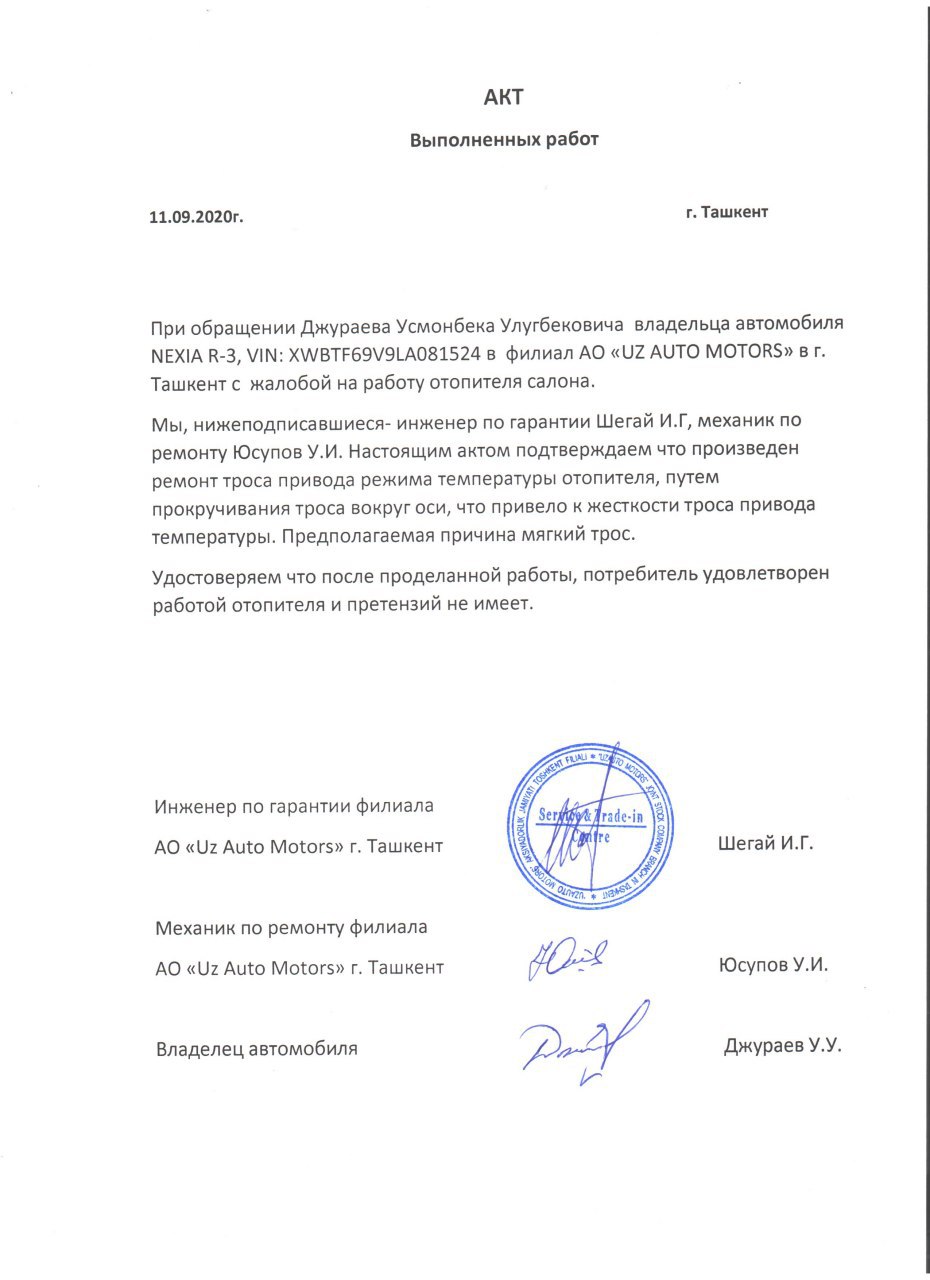 АКТ
Выполненных работ
11.09.2020г.
г. Ташкент
При обращении Джураева Усмонбека Улугбековича владельца автомобиля
NEXIA R-3, VIN: XWBTF69V9LA081524 в филиал АО «UZ AUTO MOTORS» в г.
Ташкент с жалобой на работу отопителя салона.
Мы, нижеподписавшиеся- инженер по гарантии Шегай И.Г, механик по
ремонту Юсупов У.И. Настоящим актом подтверждаем что произведен
ремонт троса привода режима температуры отопителя, путем
прокручивания троса вокруг оси, что привело к жесткости троса привода
температуры. Предполагаемая причина мягкий трос.
Удостоверяем что после проделанной работы, потребитель удовлетворен
работой отопителя и претензий не имеет.
Инженер по гарантии филиала
АО «Uz Auto Motors» г. Ташкент
"UZAUTO MOTORS" AKSIYADORLIK JAMIYATI TOSHKENT FILIALI * "UZAUTO MOTORS" JOINT STOCK COMPANY BRANCH IN TASHKENT *
Service & Trade-in
Centre
Шегай И.Г.
Механик по ремонту филиала
АО «Uz Auto Motors» г. Ташкент
Юсупов У.И.
Владелец автомобиля
Джураев У.У.